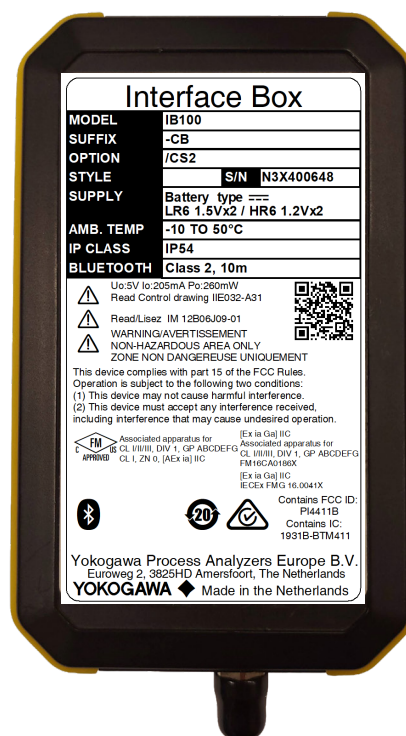 Interface Box
MODEL IB100
SUFFIX -CB
OPTION /CS2
STYLE S/N N3X400648
SUPPLY Battery type
LR6 1.5Vx2 / HR6 1.2Vx2
AMB. TEMP -10 TO 50°C
IP CLASS IP54
BLUETOOTH Class 2, 10m
Uo:5V Io:205mA Po:260mW
Read Control drawing IIE032-A31
Read/Lisez IM 12B06J09-01
WARNING/AVERTISSEMENT
NON-HAZARDOUS AREA ONLY
ZONE NON DANGEREUSE UNIQUEMENT
This device complies with part 15 of the FCC Rules.
Operation is subject to the following two conditions:
(1) This device may not cause harmful interference.
(2) This device must accept any interference received,
including interference that may cause undesired operation.
C FM US
APPROVED
Associated apparatus for
CL I/II/III, DIV 1, GP ABCDEFG
CL I, ZN 0, [AEx ia] IIC
[Ex ia Ga] IIC
Associated apparatus for
CL I/II/III, DIV 1, GP ABCDEFG
FM16CA0186X
[Ex ia Ga] IIC
IECEx FMG 16.0041X
20
Contains FCC ID:
PI4411B
Contains IC:
1931B-BTM411
Yokogawa Process Analyzers Europe B.V.
Euroweg 2, 3825HD Amersfoort, The Netherlands
YOKOGAWA Made in the Netherlands